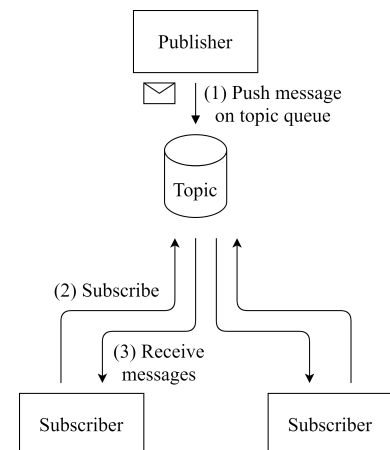 Publisher
(1) Push message
on topic queue
Topic
(2) Subscribe
(3) Receive
messages
Subscriber
Subscriber